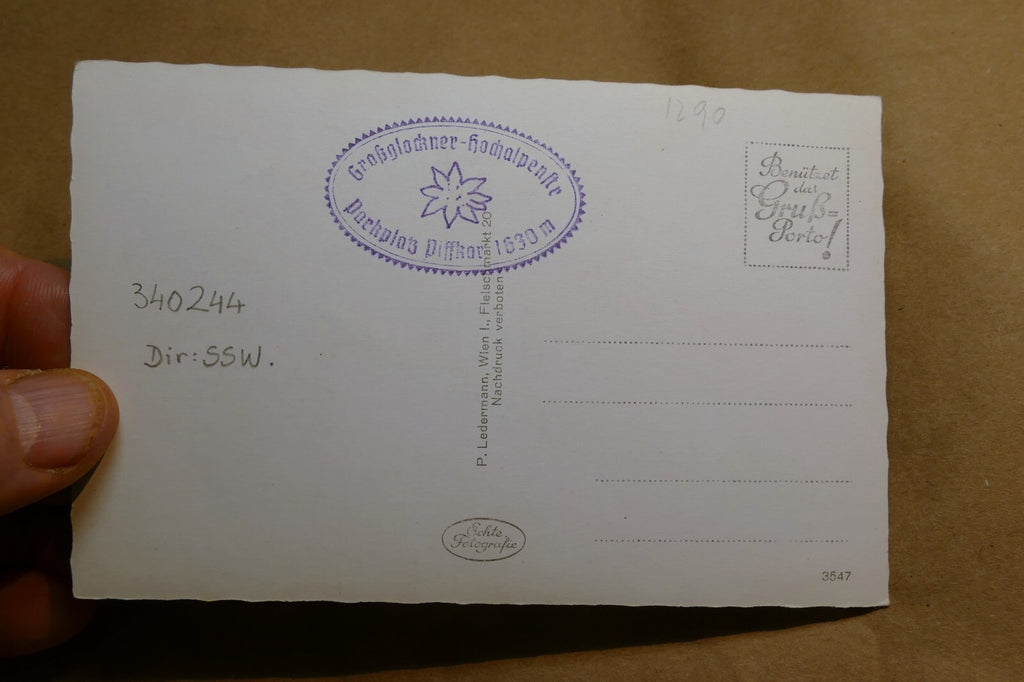 1290
Großglockner-Hochalpenstr
Parkplatz Piffkar 1630 m
Benützet
das
Gruß=
Porto!
340244
Dir: SSW.
P. Ledermann, Wien I., Fleischmarkt 20
Nachdruck verboten
Echte
Fotografie
3547